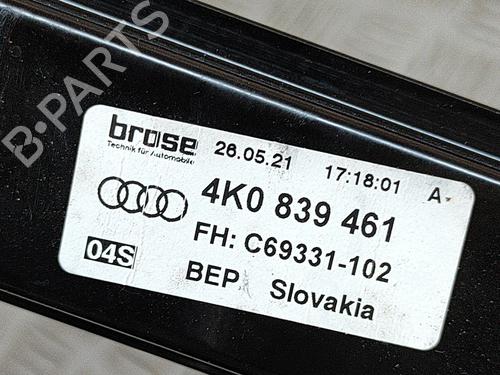 B-PARTS
brose
Technik für Automobile
26.05.21 17:18:01 A
4K0 839 461
FH: C69331-102
04S
BEP Slovakia